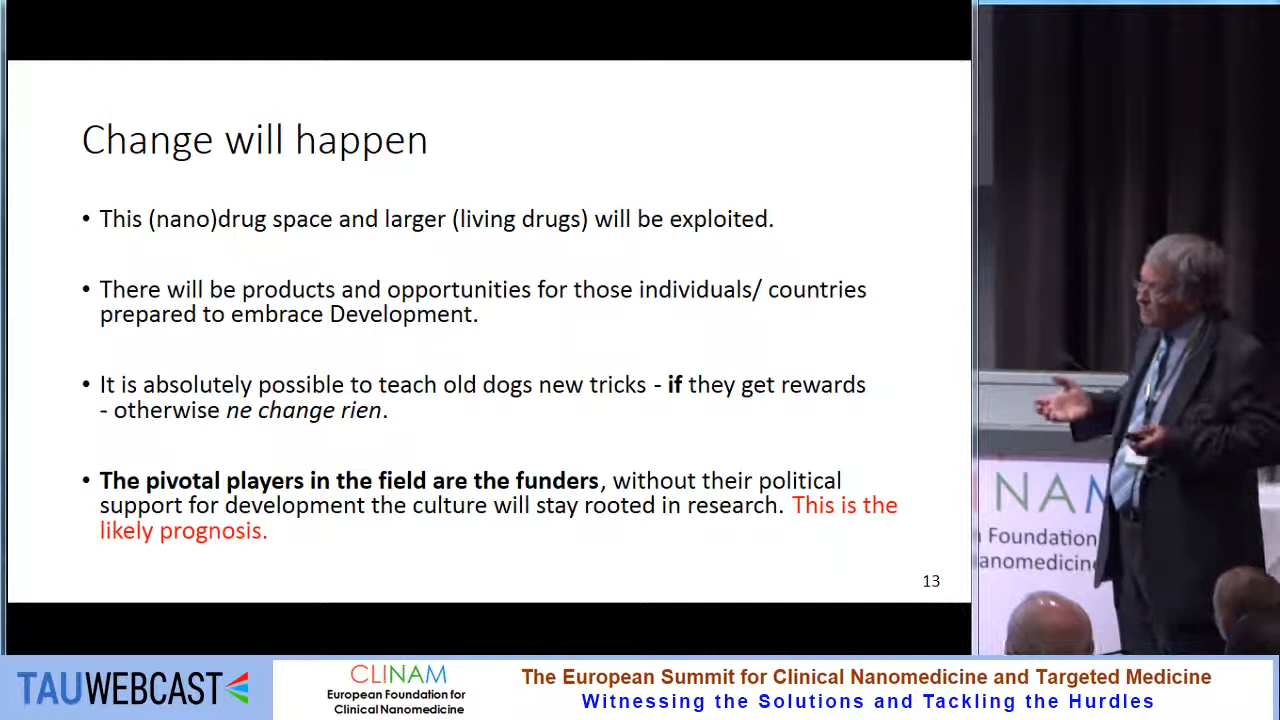 Change will happen
• This (nano)drug space and larger (living drugs) will be exploited.
• There will be products and opportunities for those individuals/ countries
prepared to embrace Development.
• It is absolutely possible to teach old dogs new tricks - if they get rewards
- otherwise ne change rien.
• The pivotal players in the field are the funders, without their political
support for development the culture will stay rooted in research. This is the
likely prognosis.
13
INAM
Foundation
anomedicine
TAUWEBCAST
CLINAM
European Foundation for
Clinical Nanomedicine
The European Summit for Clinical Nanomedicine and Targeted Medicine
Witnessing the Solutions and Tackling the Hurdles